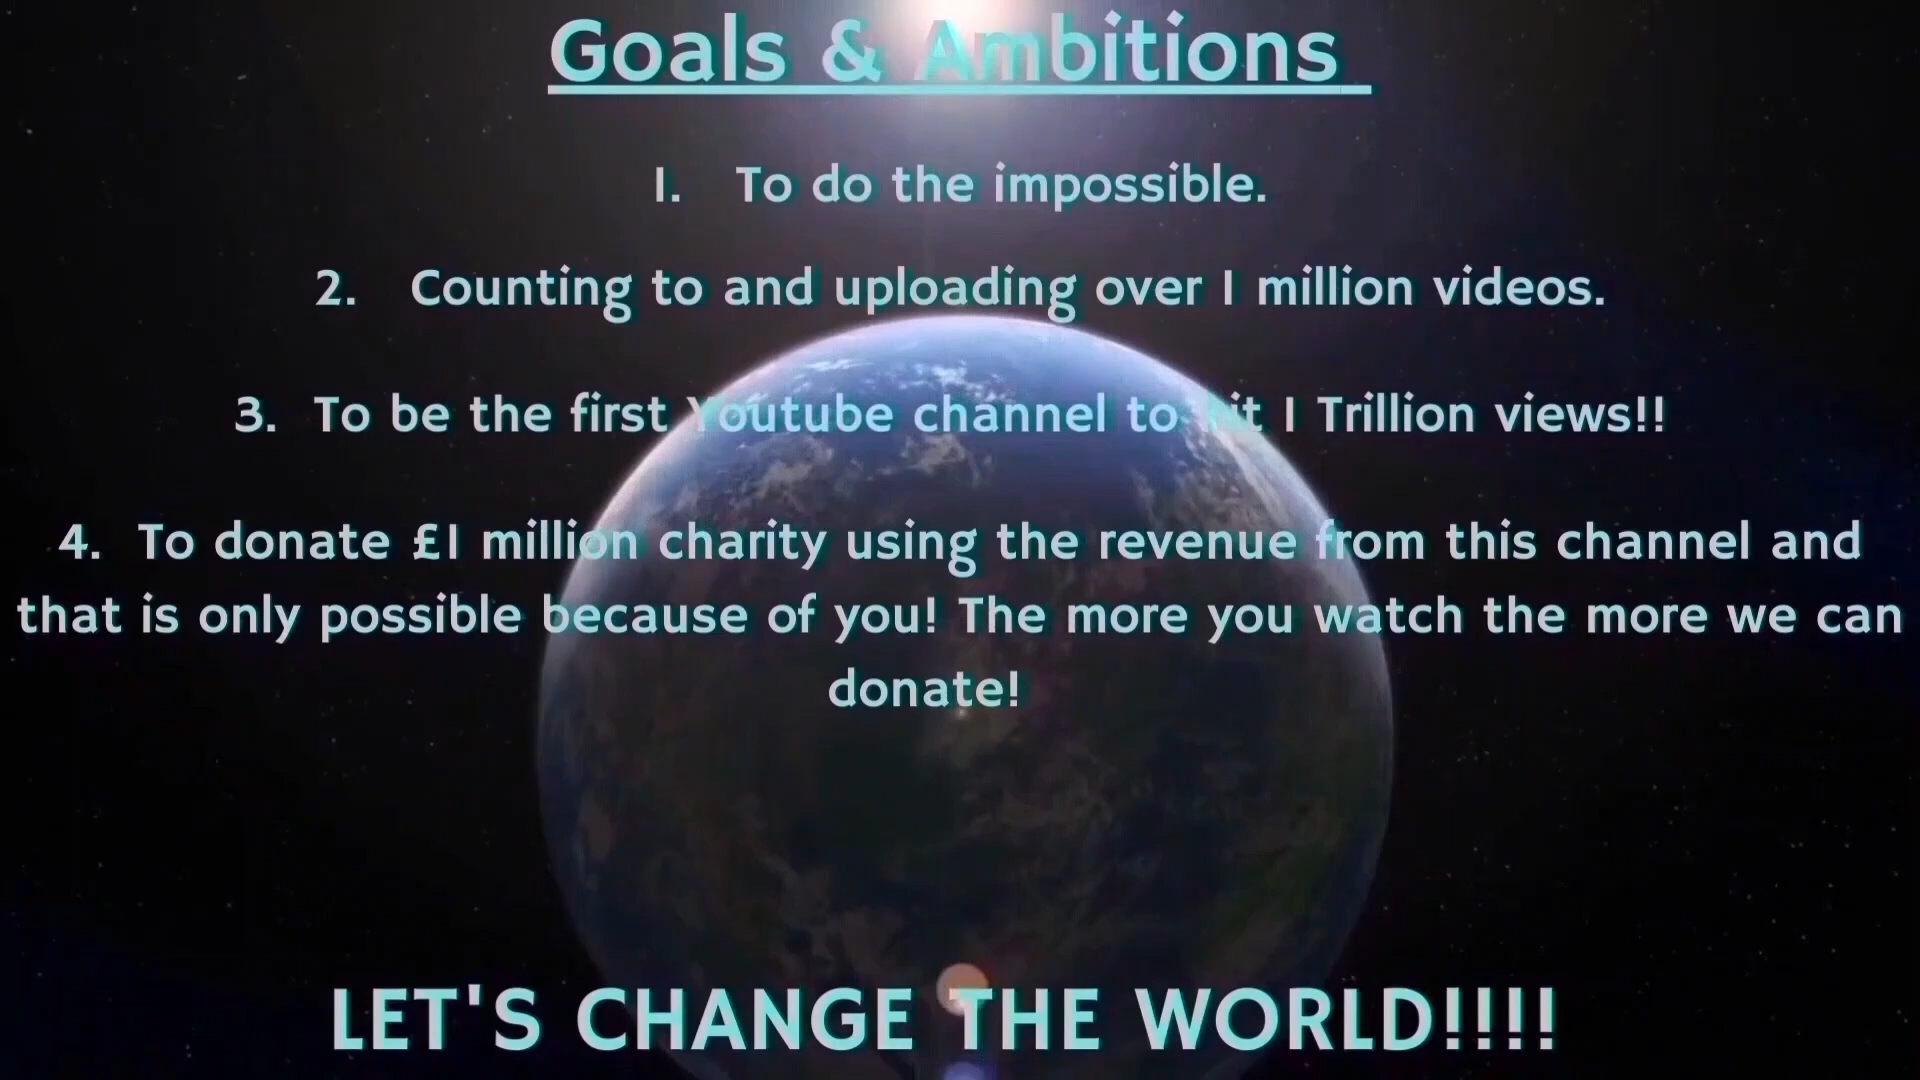 Goals & Ambitions
1. To do the impossible.
2. Counting to and uploading over 1 million videos.
3. To be the first Youtube channel to hit 1 Trillion views!!
4. To donate £1 million charity using the revenue from this channel and
that is only possible because of you! The more you watch the more we can
donate!
LET'S CHANGE THE WORLD!!!!